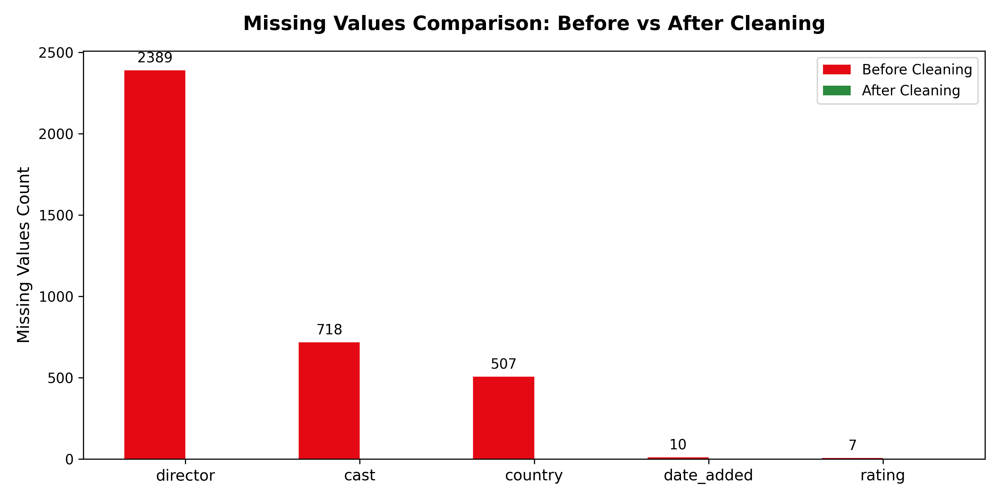 Missing Values Comparison: Before vs After Cleaning
Missing Values Count
2500
2000
1500
1000
500
0
2389
718
507
10
7
Before Cleaning
After Cleaning
director
cast
country
date_added
rating